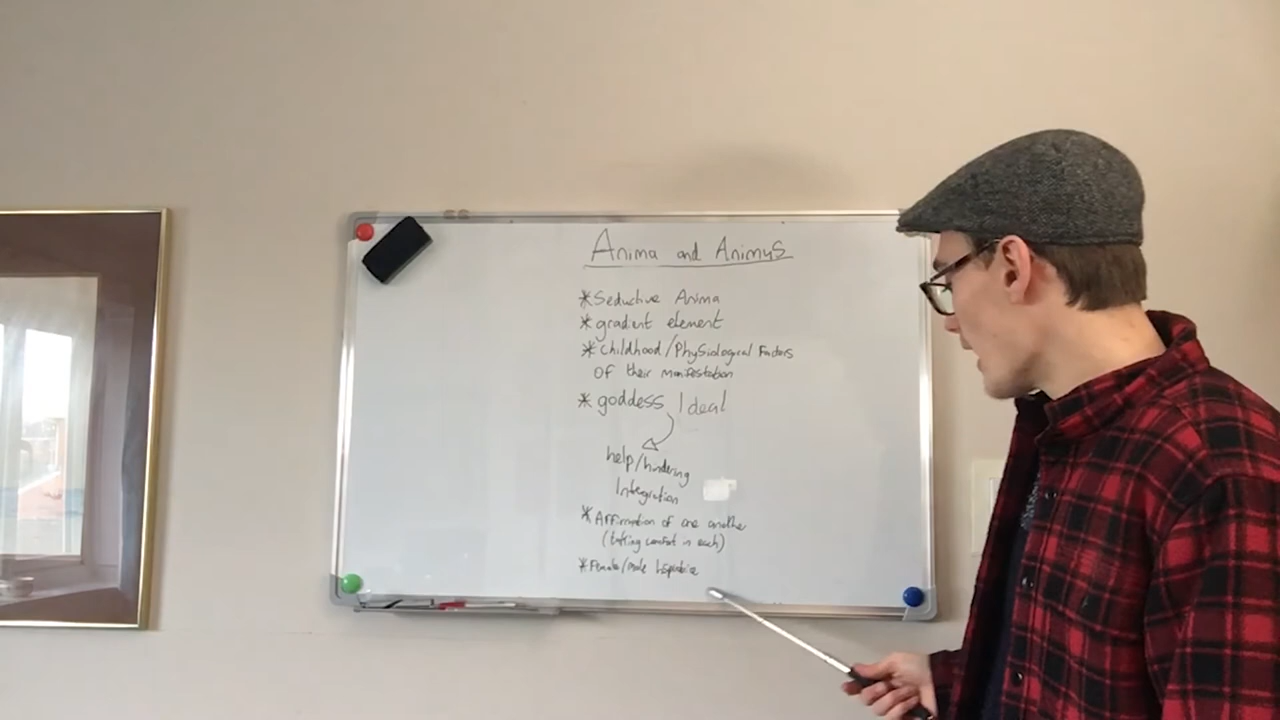 Anima and Animus
* Seductive Anima
* gradient element
* Childhood/Physiological Factors
of their manifestation
* goddess Ideal
help/hindering
Integration
* Affirmation of one another
(taking comfort in each)
* Female/male